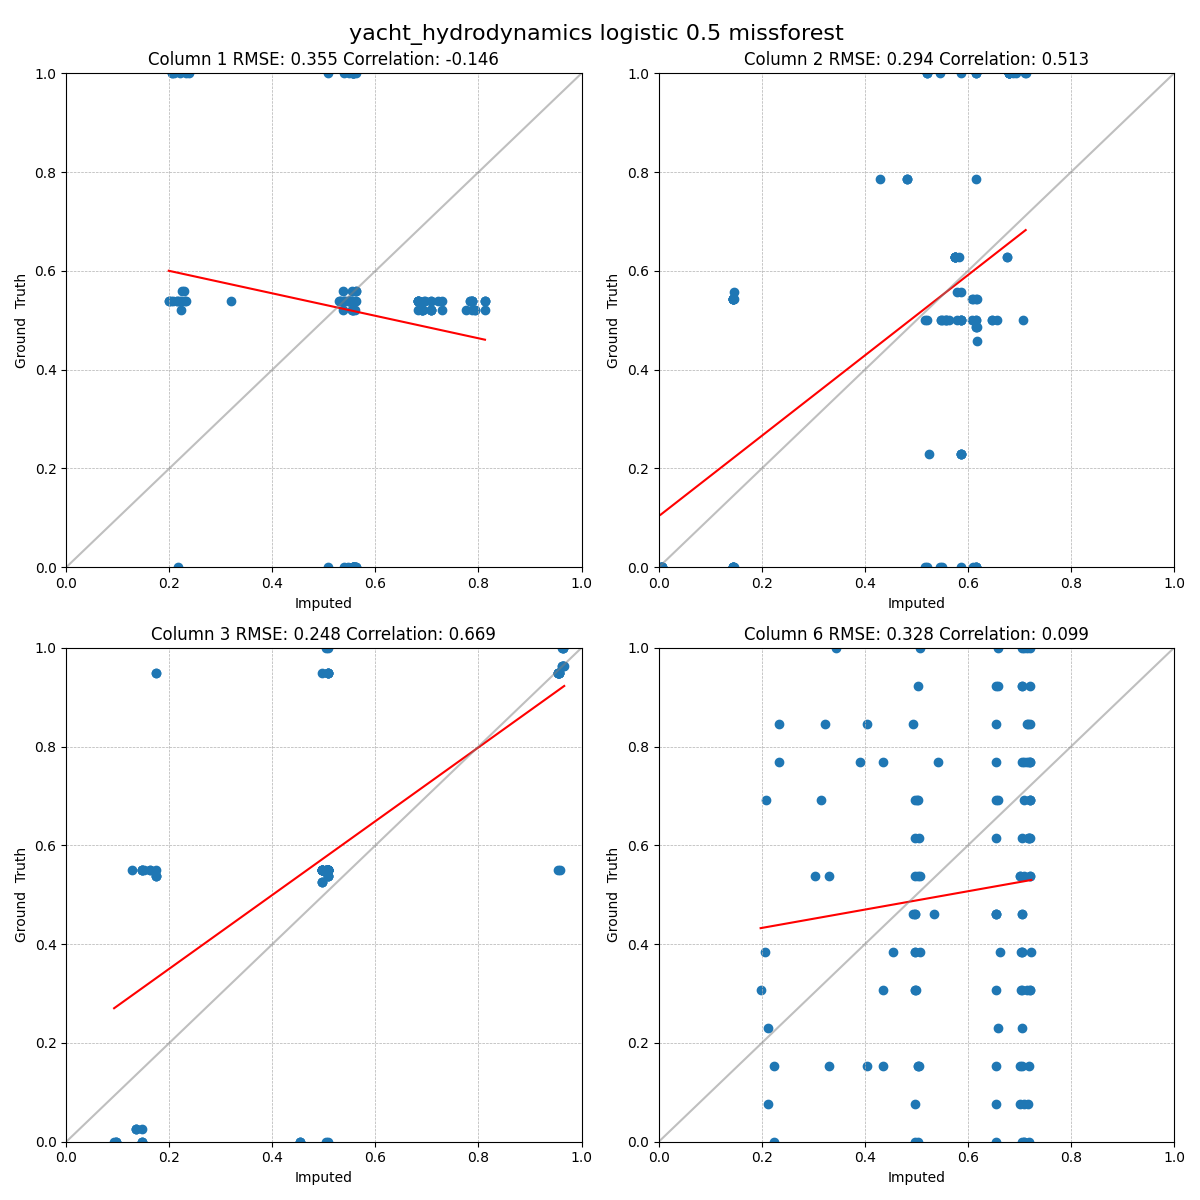 yacht_hydrodynamics logistic 0.5 missforest
Column 1 RMSE: 0.355 Correlation: -0.146
Column 2 RMSE: 0.294 Correlation: 0.513
1.0
0.8
0.6
0.4
0.2
0.0
Ground Truth
0.0 0.2 0.4 0.6 0.8 1.0
Imputed
1.0
0.8
0.6
0.4
0.2
0.0
Ground Truth
0.0 0.2 0.4 0.6 0.8 1.0
Imputed
Column 3 RMSE: 0.248 Correlation: 0.669
Column 6 RMSE: 0.328 Correlation: 0.099
1.0
0.8
0.6
0.4
0.2
0.0
Ground Truth
0.0 0.2 0.4 0.6 0.8 1.0
Imputed
1.0
0.8
0.6
0.4
0.2
0.0
Ground Truth
0.0 0.2 0.4 0.6 0.8 1.0
Imputed